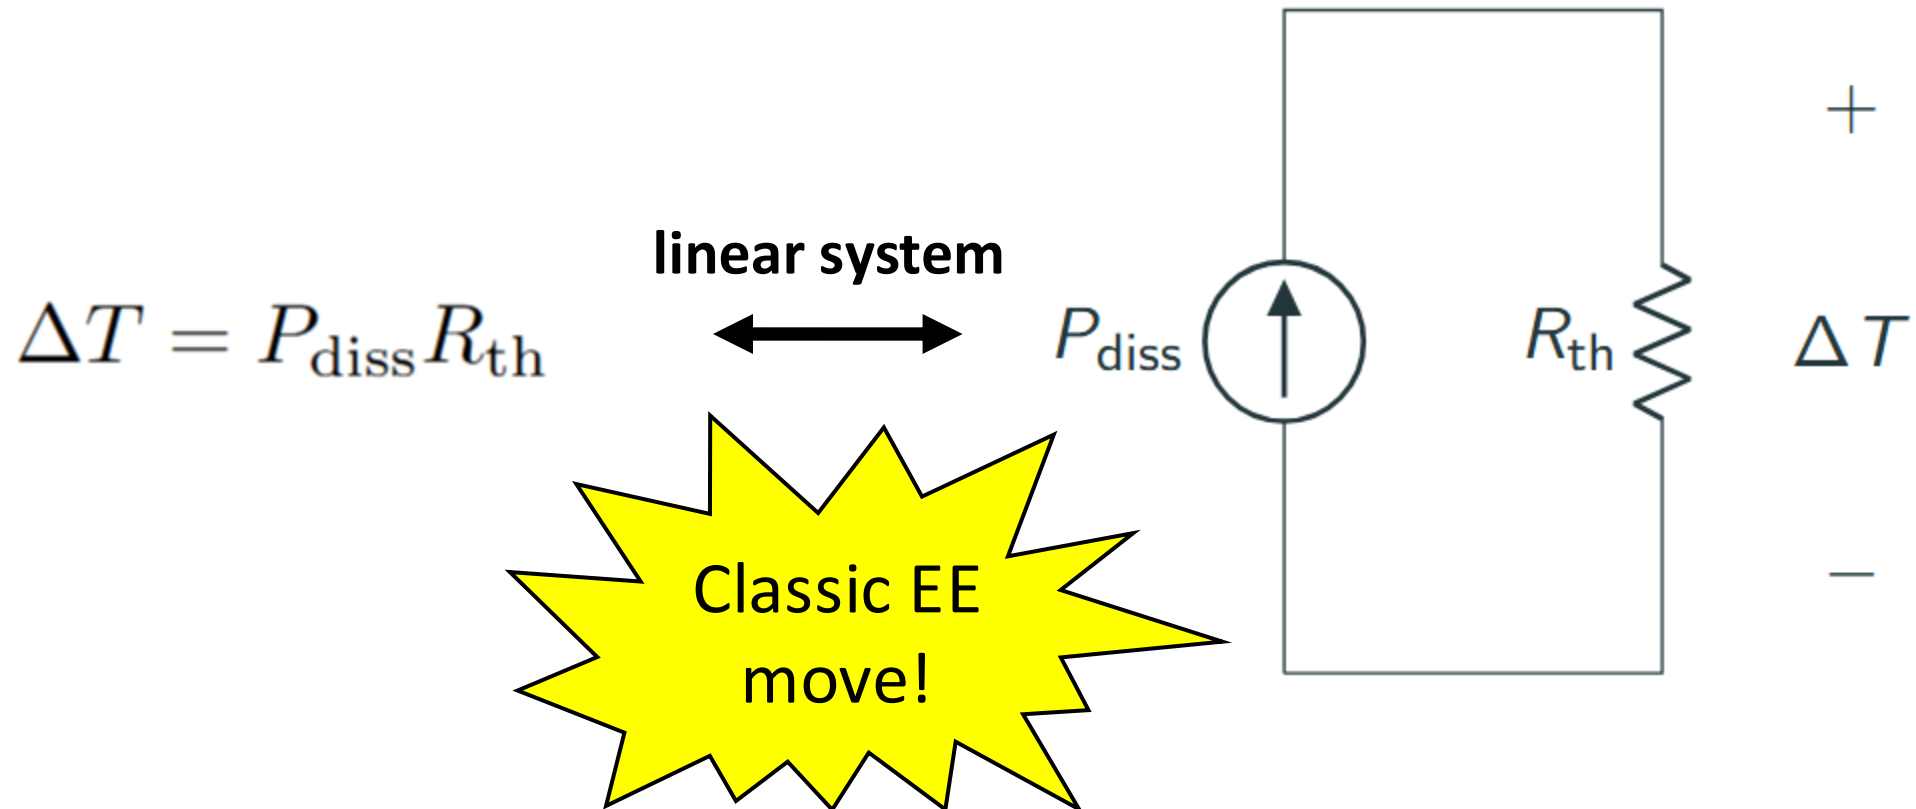 ΔT = P_diss R_th
linear system
P_diss
R_th
+
ΔT
−
Classic EE
move!